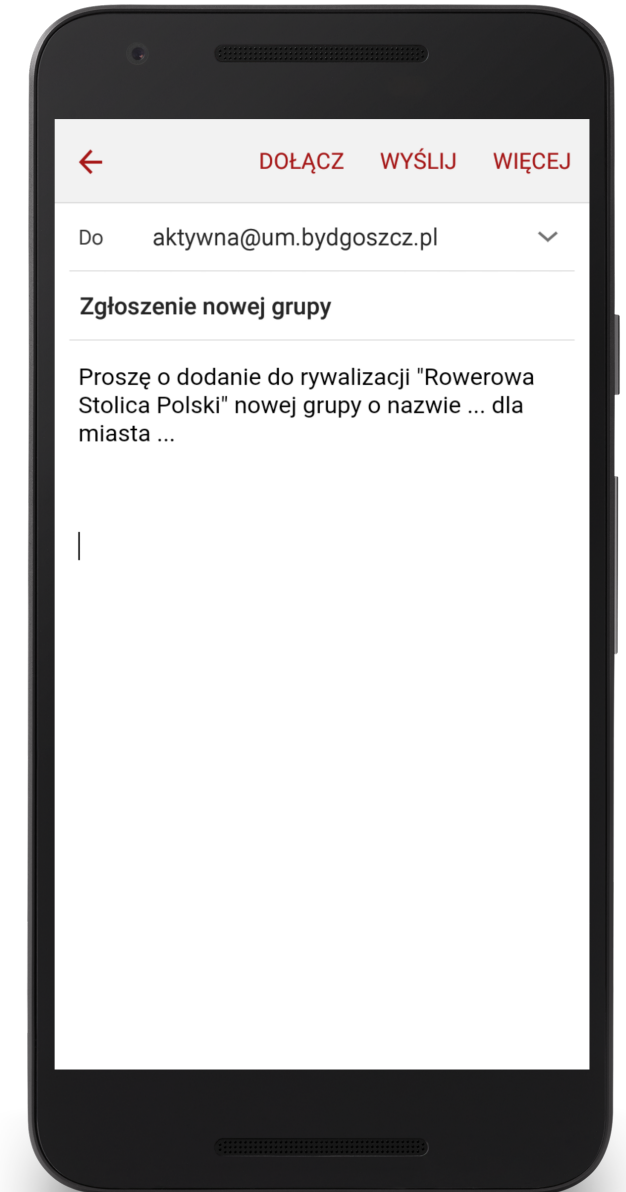 DOŁĄCZ WYŚLIJ WIĘCEJ
Do aktywna@um.bydgoszcz.pl
Zgłoszenie nowej grupy
Proszę o dodanie do rywalizacji "Rowerowa
Stolica Polski" nowej grupy o nazwie ... dla
miasta ...